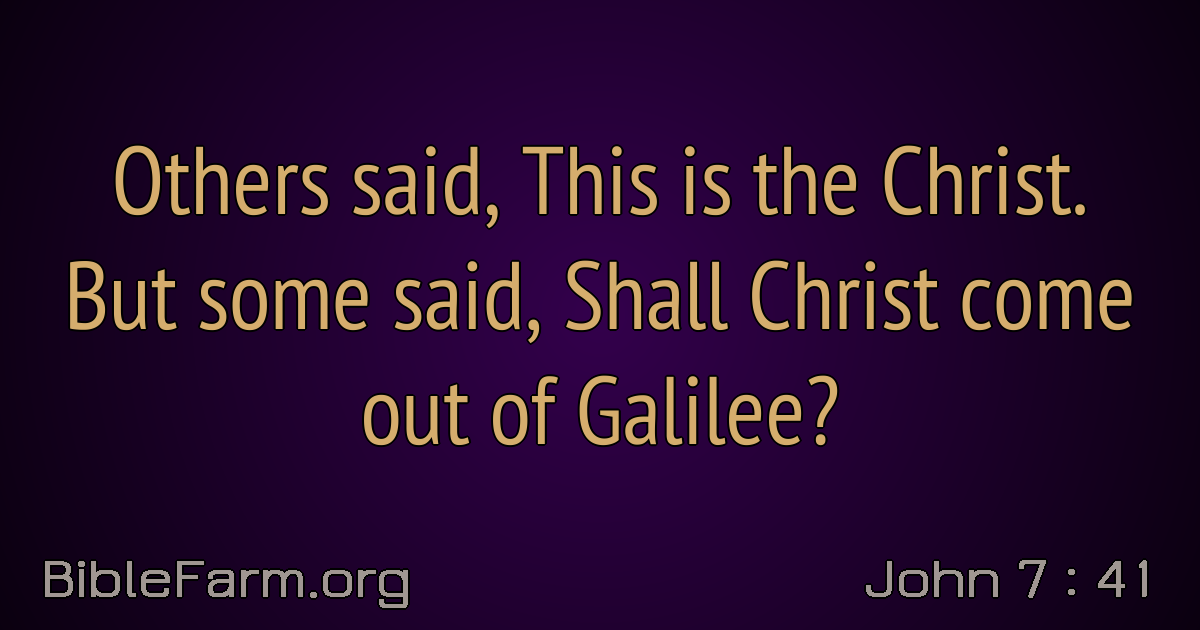 Others said, This is the Christ.
But some said, Shall Christ come
out of Galilee?
BibleFarm.org
John 7 : 41